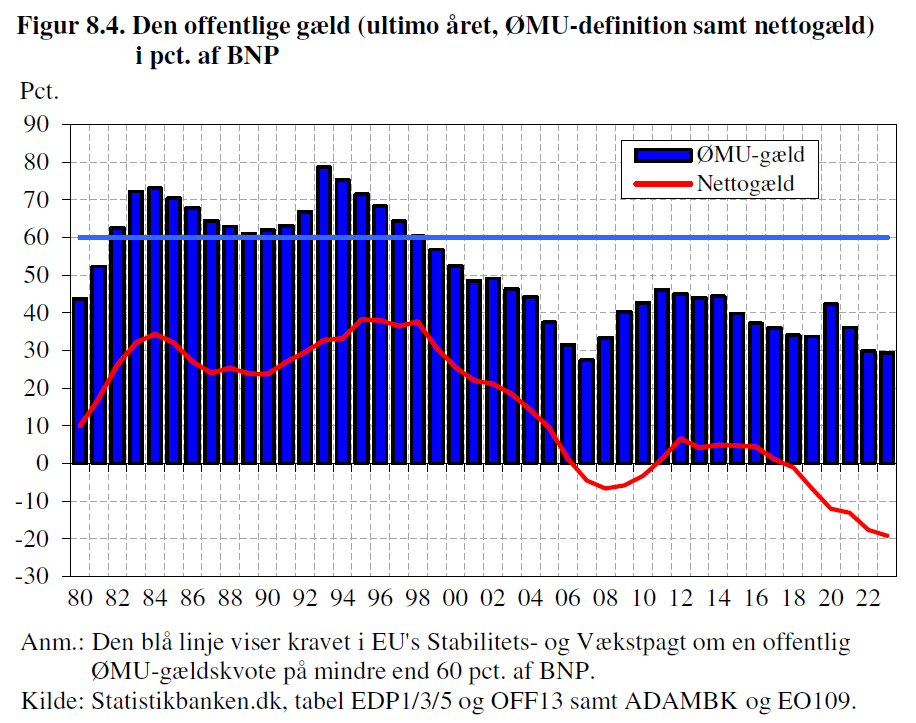 Figur 8.4. Den offentlige gæld (ultimo året, ØMU-definition samt nettogæld)
i pct. af BNP
Pct.
90
80
70
60
50
40
30
20
10
0
-10
-20
-30
ØMU-gæld
Nettogæld
80 82 84 86 88 90 92 94 96 98 00 02 04 06 08 10 12 14 16 18 20 22
Anm.: Den blå linje viser kravet i EU's Stabilitets- og Vækstpagt om en offentlig
ØMU-gældskvote på mindre end 60 pct. af BNP.
Kilde: Statistikbanken.dk, tabel EDP1/3/5 og OFF13 samt ADAMBK og EO109.